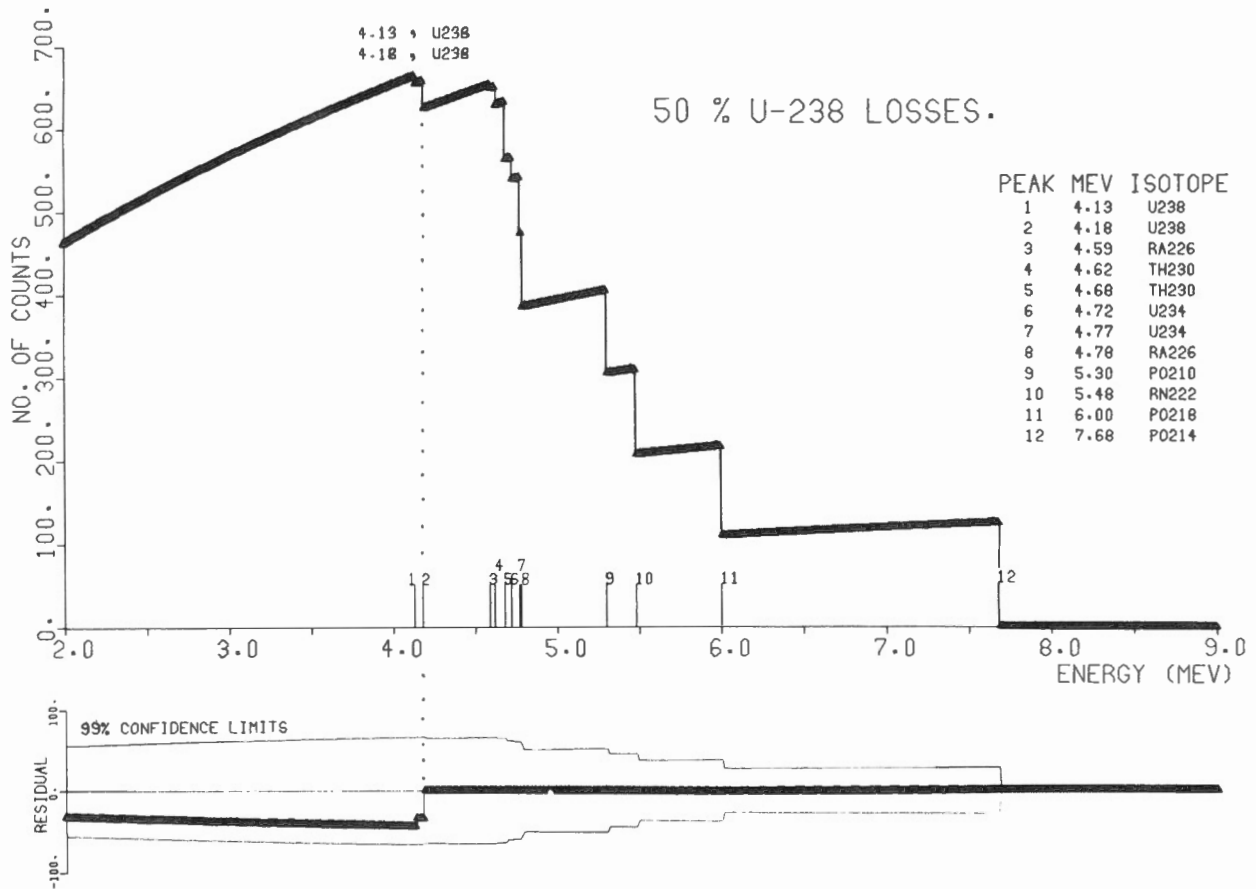 4.13 , U238
4.18 , U238
50 % U-238 LOSSES.
NO. OF COUNTS
700.
600.
500.
400.
300.
200.
100.
0.
PEAK MEV ISOTOPE
1 4.13 U238
2 4.18 U238
3 4.59 RA226
4 4.62 TH230
5 4.68 TH230
6 4.72 U234
7 4.77 U234
8 4.78 RA226
9 5.30 PO210
10 5.48 RN222
11 6.00 PO218
12 7.68 PO214
4 7
1 2 3 5 6 8 9 10 11 12
2.0 3.0 4.0 5.0 6.0 7.0 8.0 9.0
ENERGY (MEV)
99% CONFIDENCE LIMITS
RESIDUAL
100.
0.
-100.